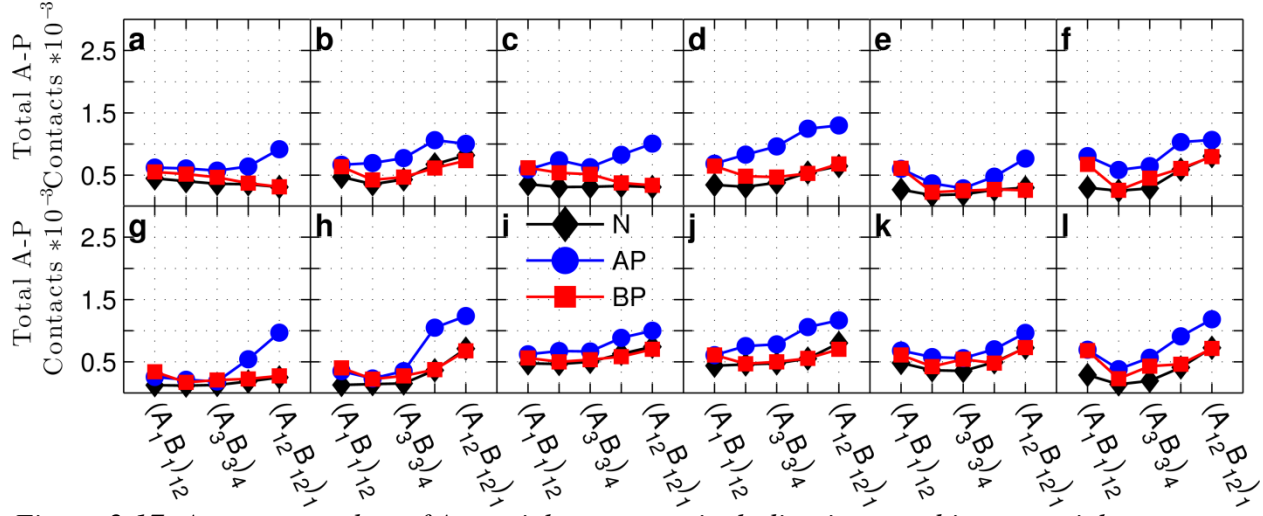 Total A-P
Contacts *10⁻³
2.5
1.5
0.5
a
b
c
d
e
f
Total A-P
Contacts *10⁻³
2.5
1.5
0.5
g
h
i
j
k
l
N
AP
BP
(A₁B₁)₁₂
(A₃B₃)₄
(A₁₂B₁₂)₁
(A₁B₁)₁₂
(A₃B₃)₄
(A₁₂B₁₂)₁
(A₁B₁)₁₂
(A₃B₃)₄
(A₁₂B₁₂)₁
(A₁B₁)₁₂
(A₃B₃)₄
(A₁₂B₁₂)₁
(A₁B₁)₁₂
(A₃B₃)₄
(A₁₂B₁₂)₁
(A₁B₁)₁₂
(A₃B₃)₄
(A₁₂B₁₂)₁